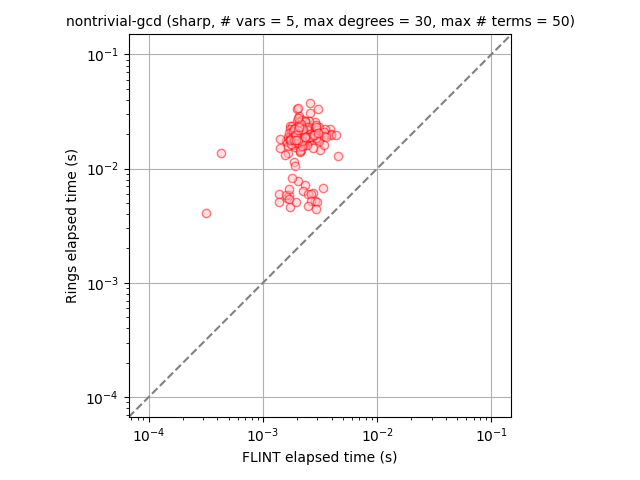 nontrivial-gcd (sharp, # vars = 5, max degrees = 30, max # terms = 50)
10⁻¹
10⁻²
10⁻³
10⁻⁴
Rings elapsed time (s)
10⁻⁴ 10⁻³ 10⁻² 10⁻¹
FLINT elapsed time (s)